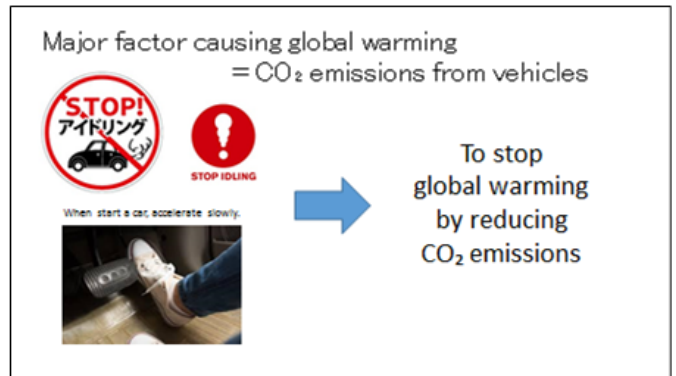 Major factor causing global warming
= CO₂ emissions from vehicles
STOP!
アイドリング
STOP IDLING
When start a car, accelerate slowly.
To stop
global warming
by reducing
CO₂ emissions